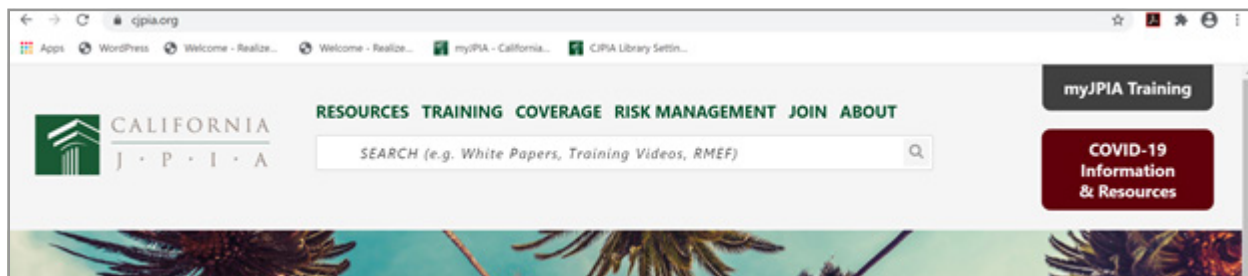 cjpia.org
Apps WordPress Welcome - Realize... Welcome - Realize... myJPIA - California... CJPIA Library Settin...
myJPIA Training
CALIFORNIA
J · P · I · A
RESOURCES TRAINING COVERAGE RISK MANAGEMENT JOIN ABOUT
SEARCH (e.g. White Papers, Training Videos, RMEF)
COVID-19
Information
& Resources